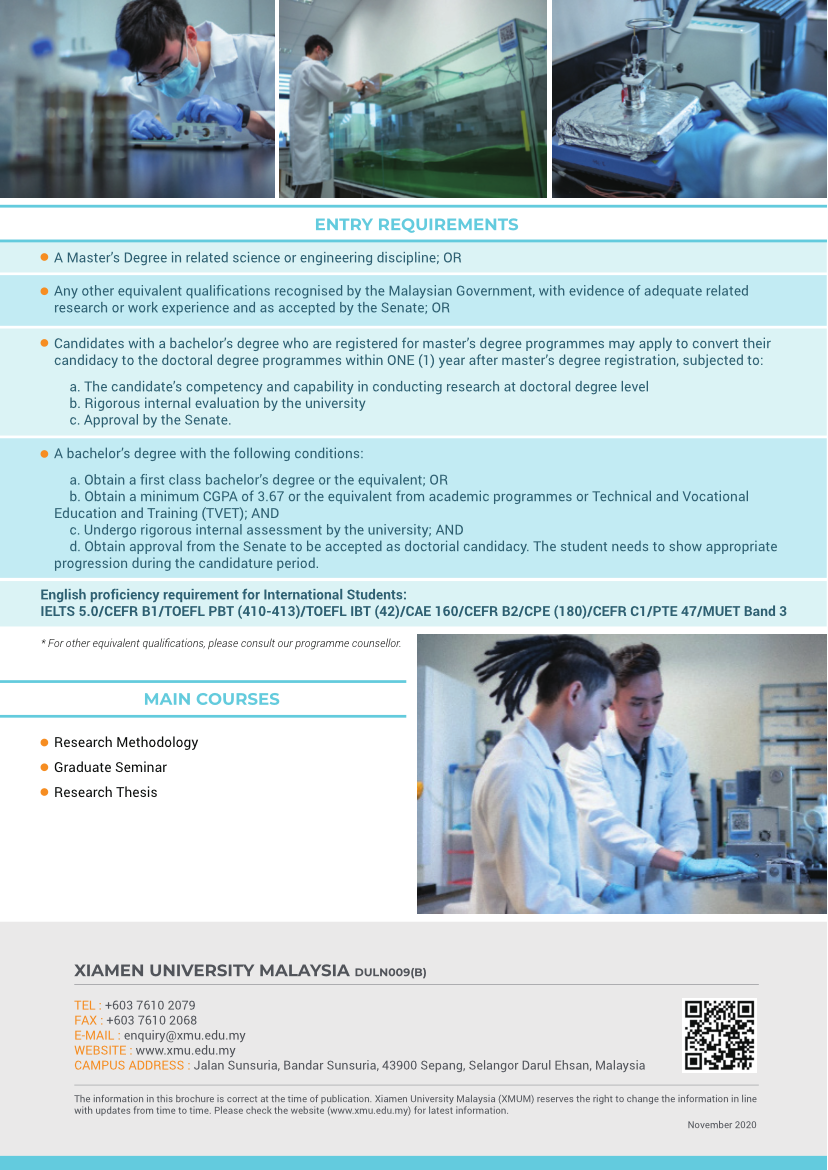 ENTRY REQUIREMENTS
A Master's Degree in related science or engineering discipline; OR
Any other equivalent qualifications recognised by the Malaysian Government, with evidence of adequate related
research or work experience and as accepted by the Senate; OR
Candidates with a bachelor's degree who are registered for master's degree programmes may apply to convert their
candidacy to the doctoral degree programmes within ONE (1) year after master's degree registration, subjected to:
a. The candidate's competency and capability in conducting research at doctoral degree level
b. Rigorous internal evaluation by the university
c. Approval by the Senate.
A bachelor's degree with the following conditions:
a. Obtain a first class bachelor's degree or the equivalent; OR
b. Obtain a minimum CGPA of 3.67 or the equivalent from academic programmes or Technical and Vocational
Education and Training (TVET); AND
c. Undergo rigorous internal assessment by the university; AND
d. Obtain approval from the Senate to be accepted as doctorial candidacy. The student needs to show appropriate
progression during the candidature period.
English proficiency requirement for International Students:
IELTS 5.0/CEFR B1/TOEFL PBT (410-413)/TOEFL IBT (42)/CAE 160/CEFR B2/CPE (180)/CEFR C1/PTE 47/MUET Band 3
* For other equivalent qualifications, please consult our programme counsellor.
MAIN COURSES
Research Methodology
Graduate Seminar
Research Thesis
XIAMEN UNIVERSITY MALAYSIA DULN009(B)
TEL : +603 7610 2079
FAX : +603 7610 2068
E-MAIL : enquiry@xmu.edu.my
WEBSITE : www.xmu.edu.my
CAMPUS ADDRESS : Jalan Sunsuria, Bandar Sunsuria, 43900 Sepang, Selangor Darul Ehsan, Malaysia
The information in this brochure is correct at the time of publication. Xiamen University Malaysia (XMUM) reserves the right to change the information in line
with updates from time to time. Please check the website (www.xmu.edu.my) for latest information.
November 2020